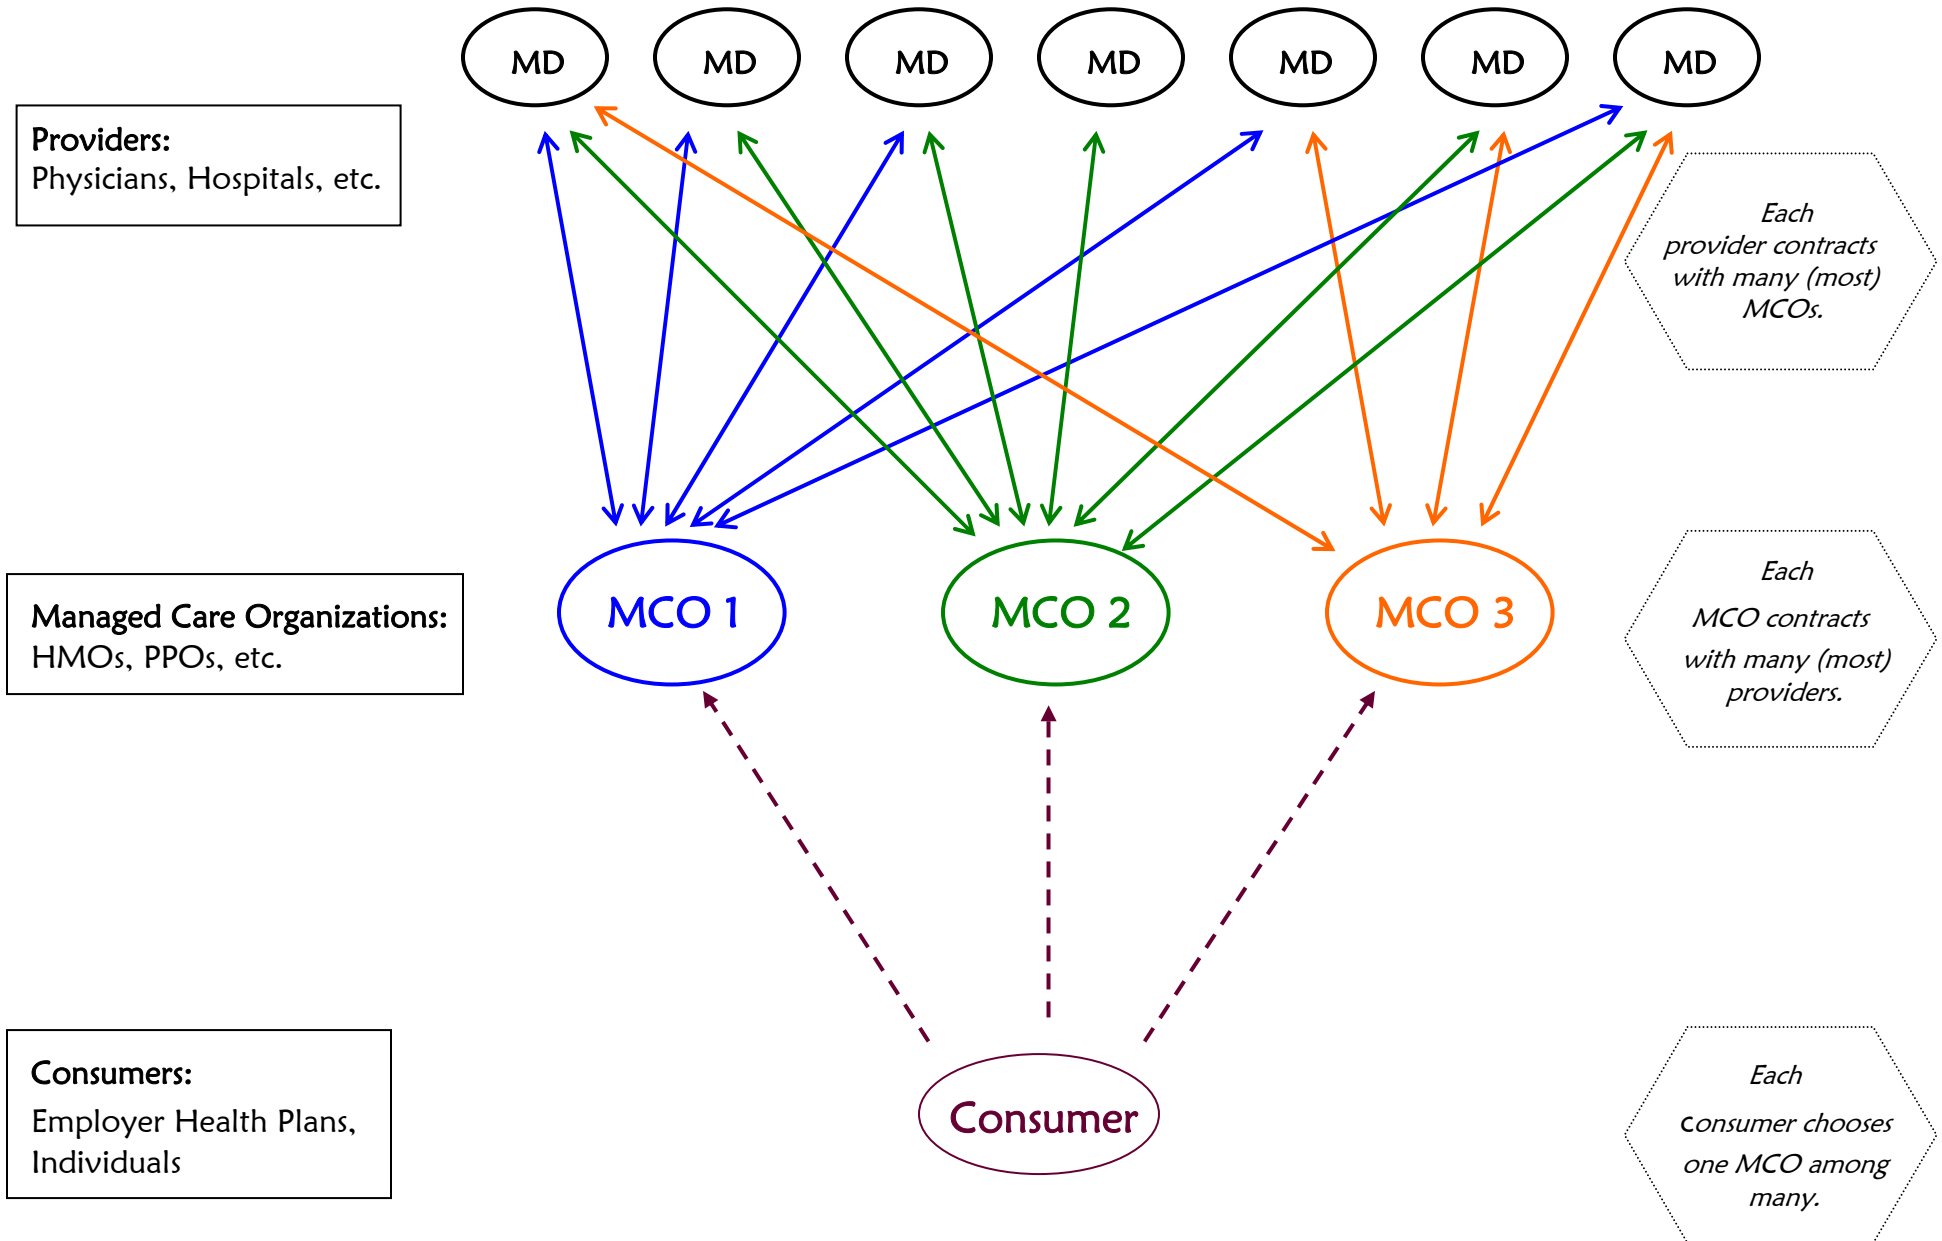 MD
MD
MD
MD
MD
MD
MD
Providers:
Physicians, Hospitals, etc.
Each
provider contracts
with many (most)
MCOs.
Managed Care Organizations:
HMOs, PPOs, etc.
MCO 1
MCO 2
MCO 3
Each
MCO contracts
with many (most)
providers.
Consumers:
Employer Health Plans,
Individuals
Consumer
Each
consumer chooses
one MCO among
many.